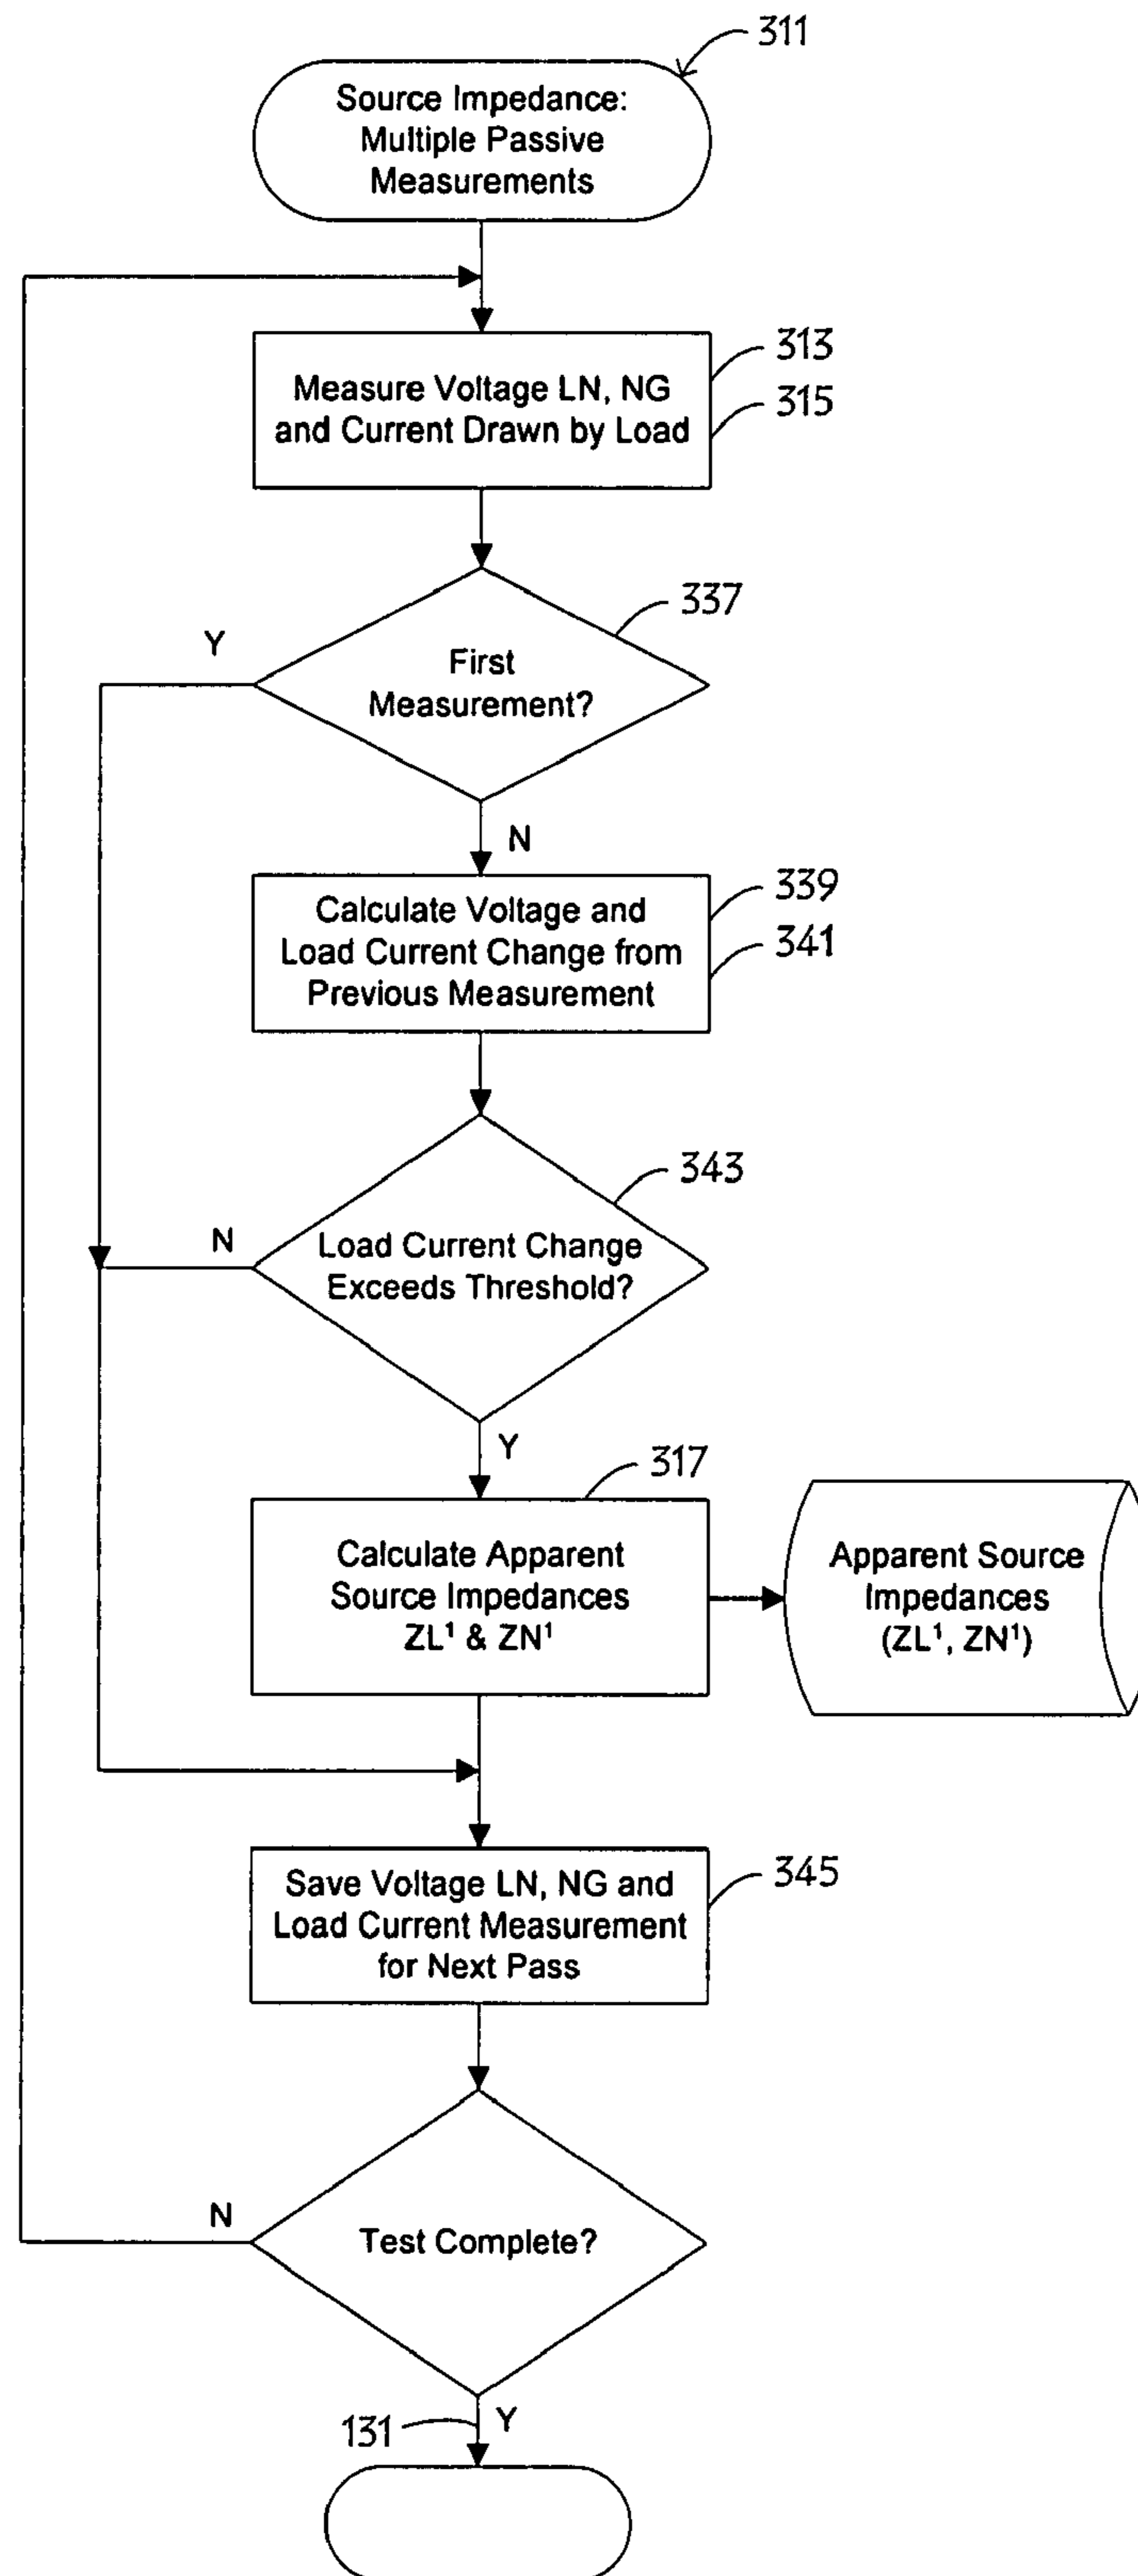 311
Source Impedance:
Multiple Passive
Measurements
313
Measure Voltage LN, NG
and Current Drawn by Load
315
337
Y
First
Measurement?
N
339
Calculate Voltage and
Load Current Change from
Previous Measurement
341
343
N
Load Current Change
Exceeds Threshold?
Y
317
Calculate Apparent
Source Impedances
ZL¹ & ZN¹
Apparent Source
Impedances
(ZL¹, ZN¹)
345
Save Voltage LN, NG and
Load Current Measurement
for Next Pass
N
Test Complete?
131
Y